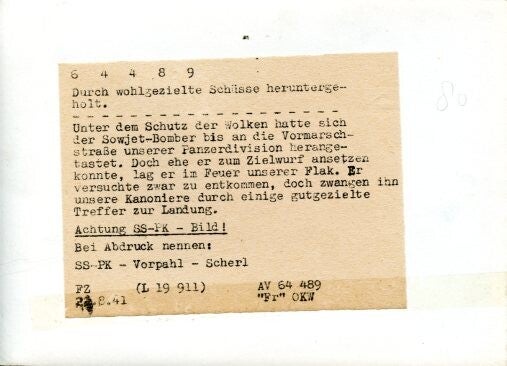 6 4 4 8 9
Durch wohlgezielte Schüsse herunterge-
holt.
Unter dem Schutz der Wolken hatte sich
der Sowjet-Bomber bis an die Vormarsch-
straße unserer Panzerdivision herange-
tastet. Doch ehe er zum Zielwurf ansetzen
konnte, lag er im Feuer unserer Flak. Er
versuchte zwar zu entkommen, doch zwangen ihn
unsere Kanoniere durch einige gutgezielte
Treffer zur Landung.
Achtung SS-PK - Bild!
Bei Abdruck nennen:
SS-PK - Vorpahl - Scherl
FZ (L 19 911) AV 64 489
.8.41 "Fr" OKW
80